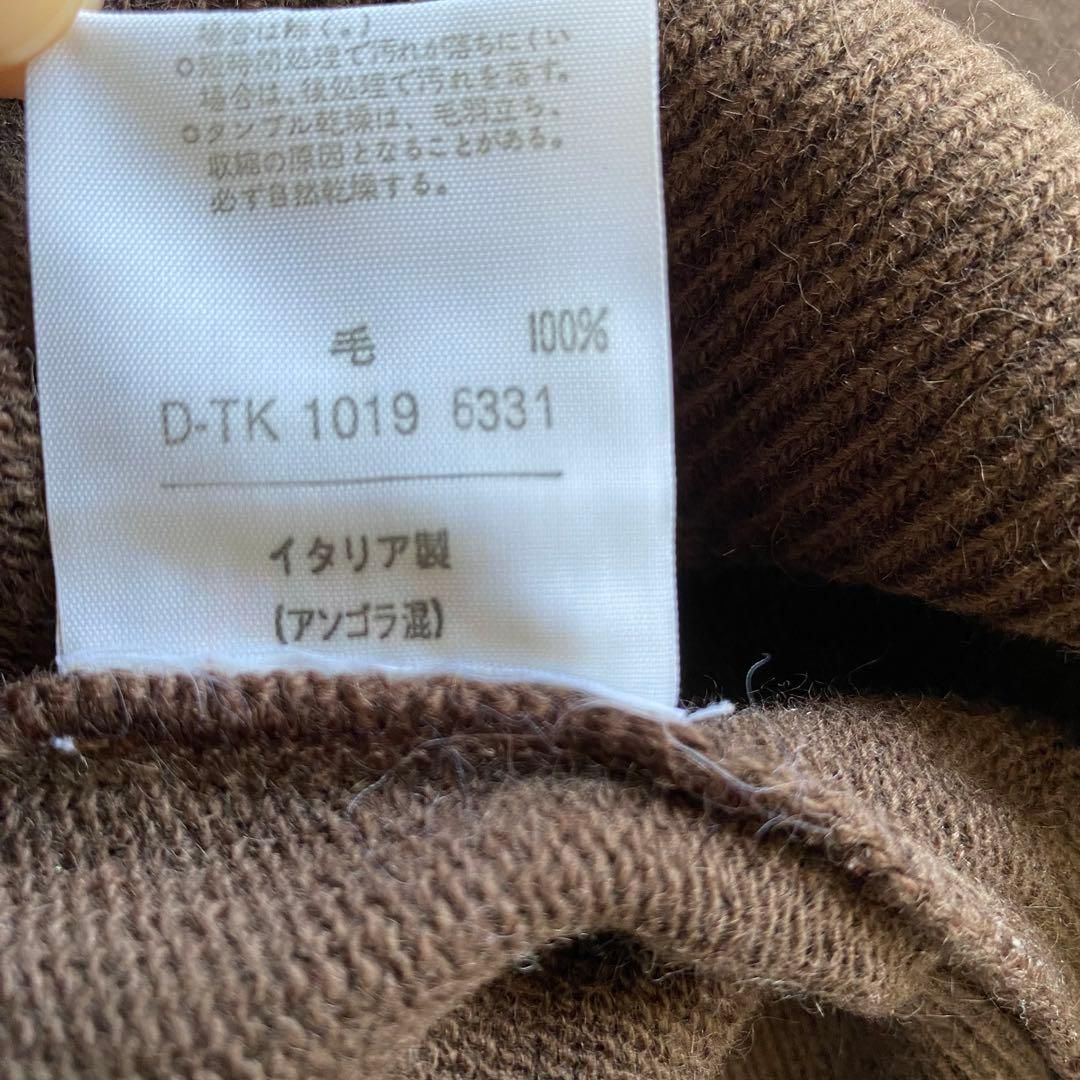 場合は除く。)
○短時間処理で汚れが落ちにくい
場合は、後処理で汚れを落す。
○タンブル乾燥は、毛羽立ち、
収縮の原因となることがある。
必ず自然乾燥する。
毛 100%
D-TK 1019 6331
イタリア製
(アンゴラ混)